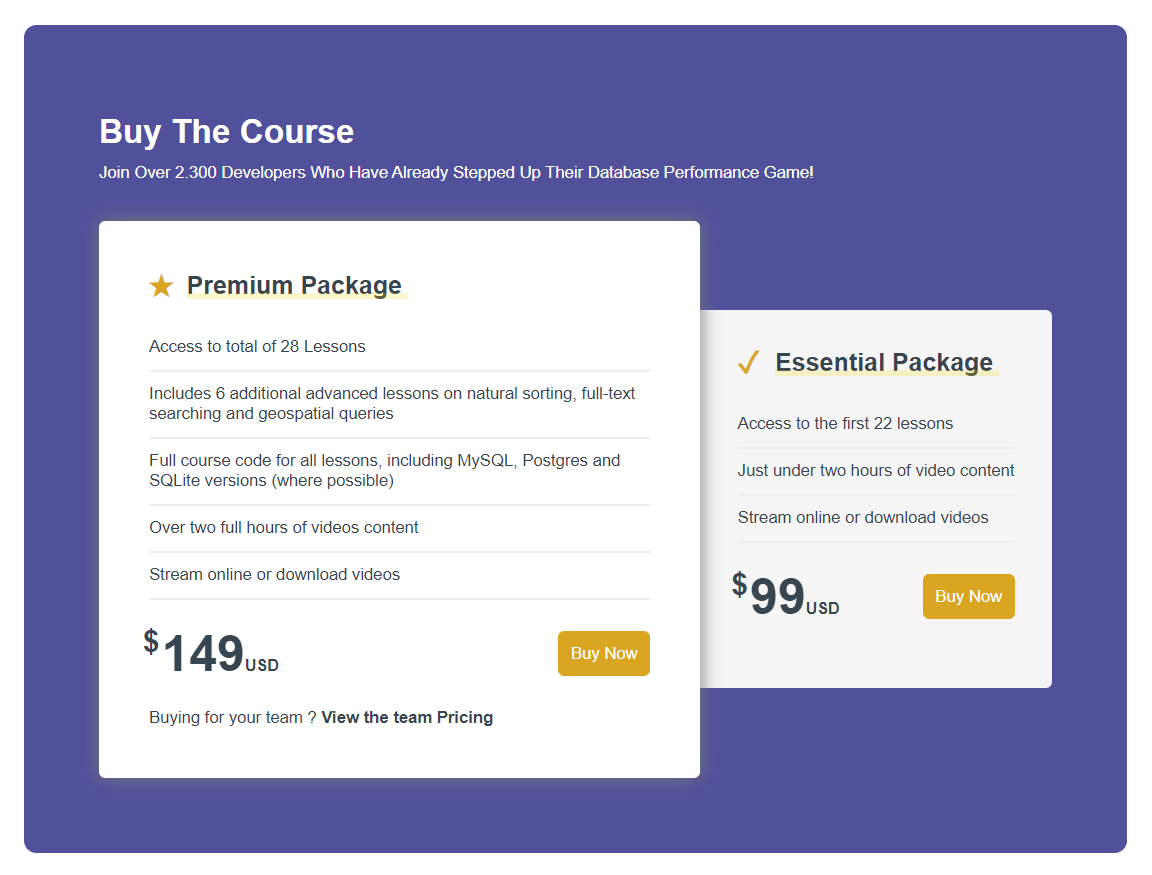 Buy The Course
Join Over 2.300 Developers Who Have Already Stepped Up Their Database Performance Game!
Premium Package
Access to total of 28 Lessons
Includes 6 additional advanced lessons on natural sorting, full-text
searching and geospatial queries
Full course code for all lessons, including MySQL, Postgres and
SQLite versions (where possible)
Over two full hours of videos content
Stream online or download videos
$149USD
Buy Now
Buying for your team ? View the team Pricing
Essential Package
Access to the first 22 lessons
Just under two hours of video content
Stream online or download videos
$99USD
Buy Now